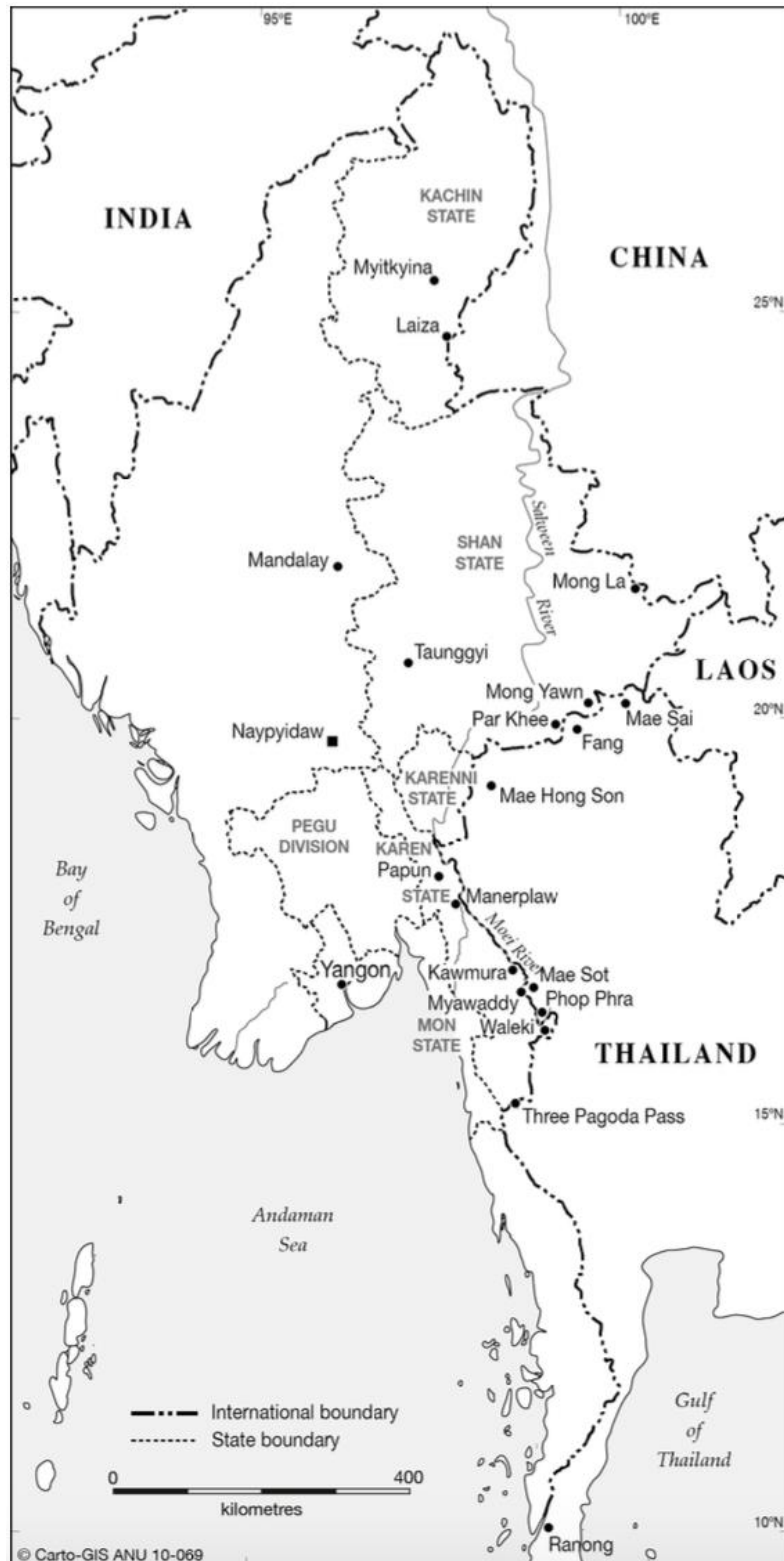 95°E
100°E
KACHIN
STATE
INDIA
CHINA
Myitkyina
25°N
Laiza
Salween
River
SHAN
STATE
Mandalay
Mong La
Taunggyi
LAOS
Mong Yawn
20°N
Par Khee
Mae Sai
Naypyidaw
Fang
KARENNI
STATE
Mae Hong Son
PEGU
DIVISION
KAREN
Bay
of
Bengal
Papun
STATE
Manerplaw
Moei River
Yangon
Kawmura
Mae Sot
Myawaddy
Phop Phra
MON
STATE
Waleki
THAILAND
Three Pagoda Pass
15°N
Andaman
Sea
International boundary
State boundary
Gulf
of
Thailand
0
400
kilometres
10°N
Ranong
© Carto-GIS ANU 10-069